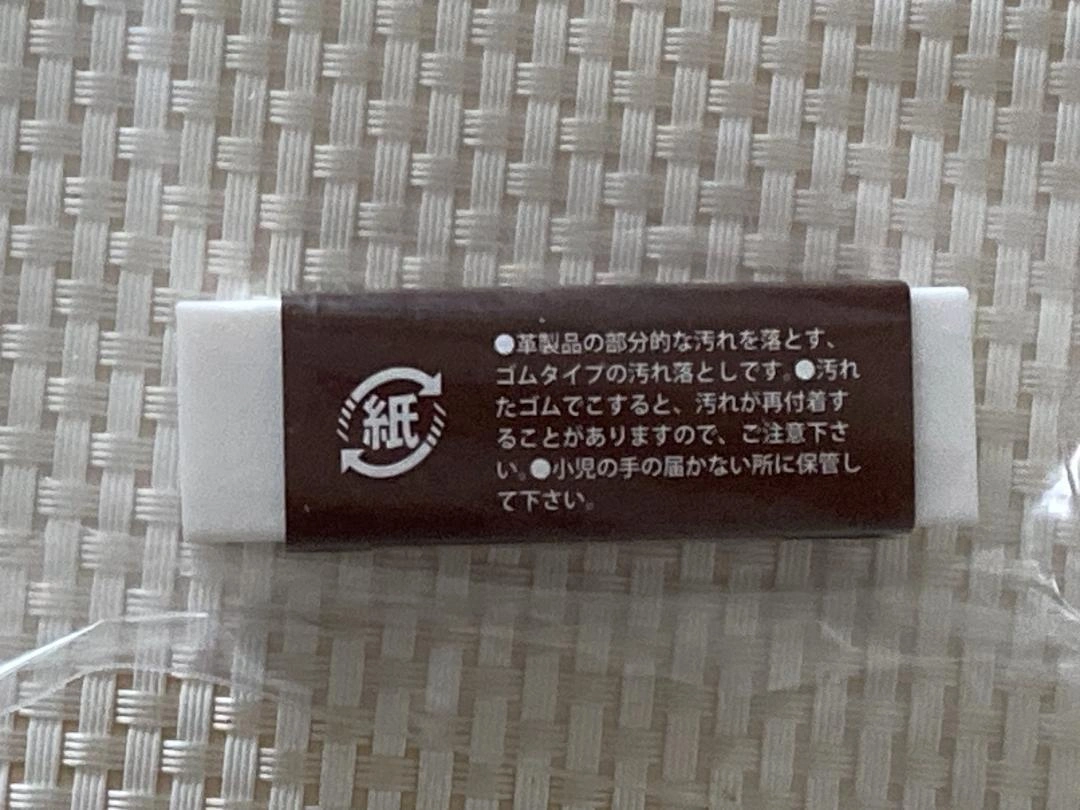 紙
●革製品の部分的な汚れを落とす、
ゴムタイプの汚れ落としです。●汚れ
たゴムでこすると、汚れが再付着す
ることがありますので、ご注意下さ
い。●小児の手の届かない所に保管し
て下さい。